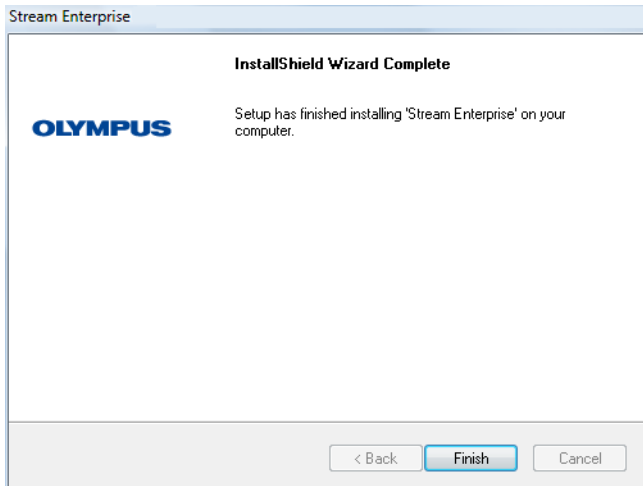 Stream Enterprise
InstallShield Wizard Complete
OLYMPUS
Setup has finished installing 'Stream Enterprise' on your
computer.
< Back
Finish
Cancel